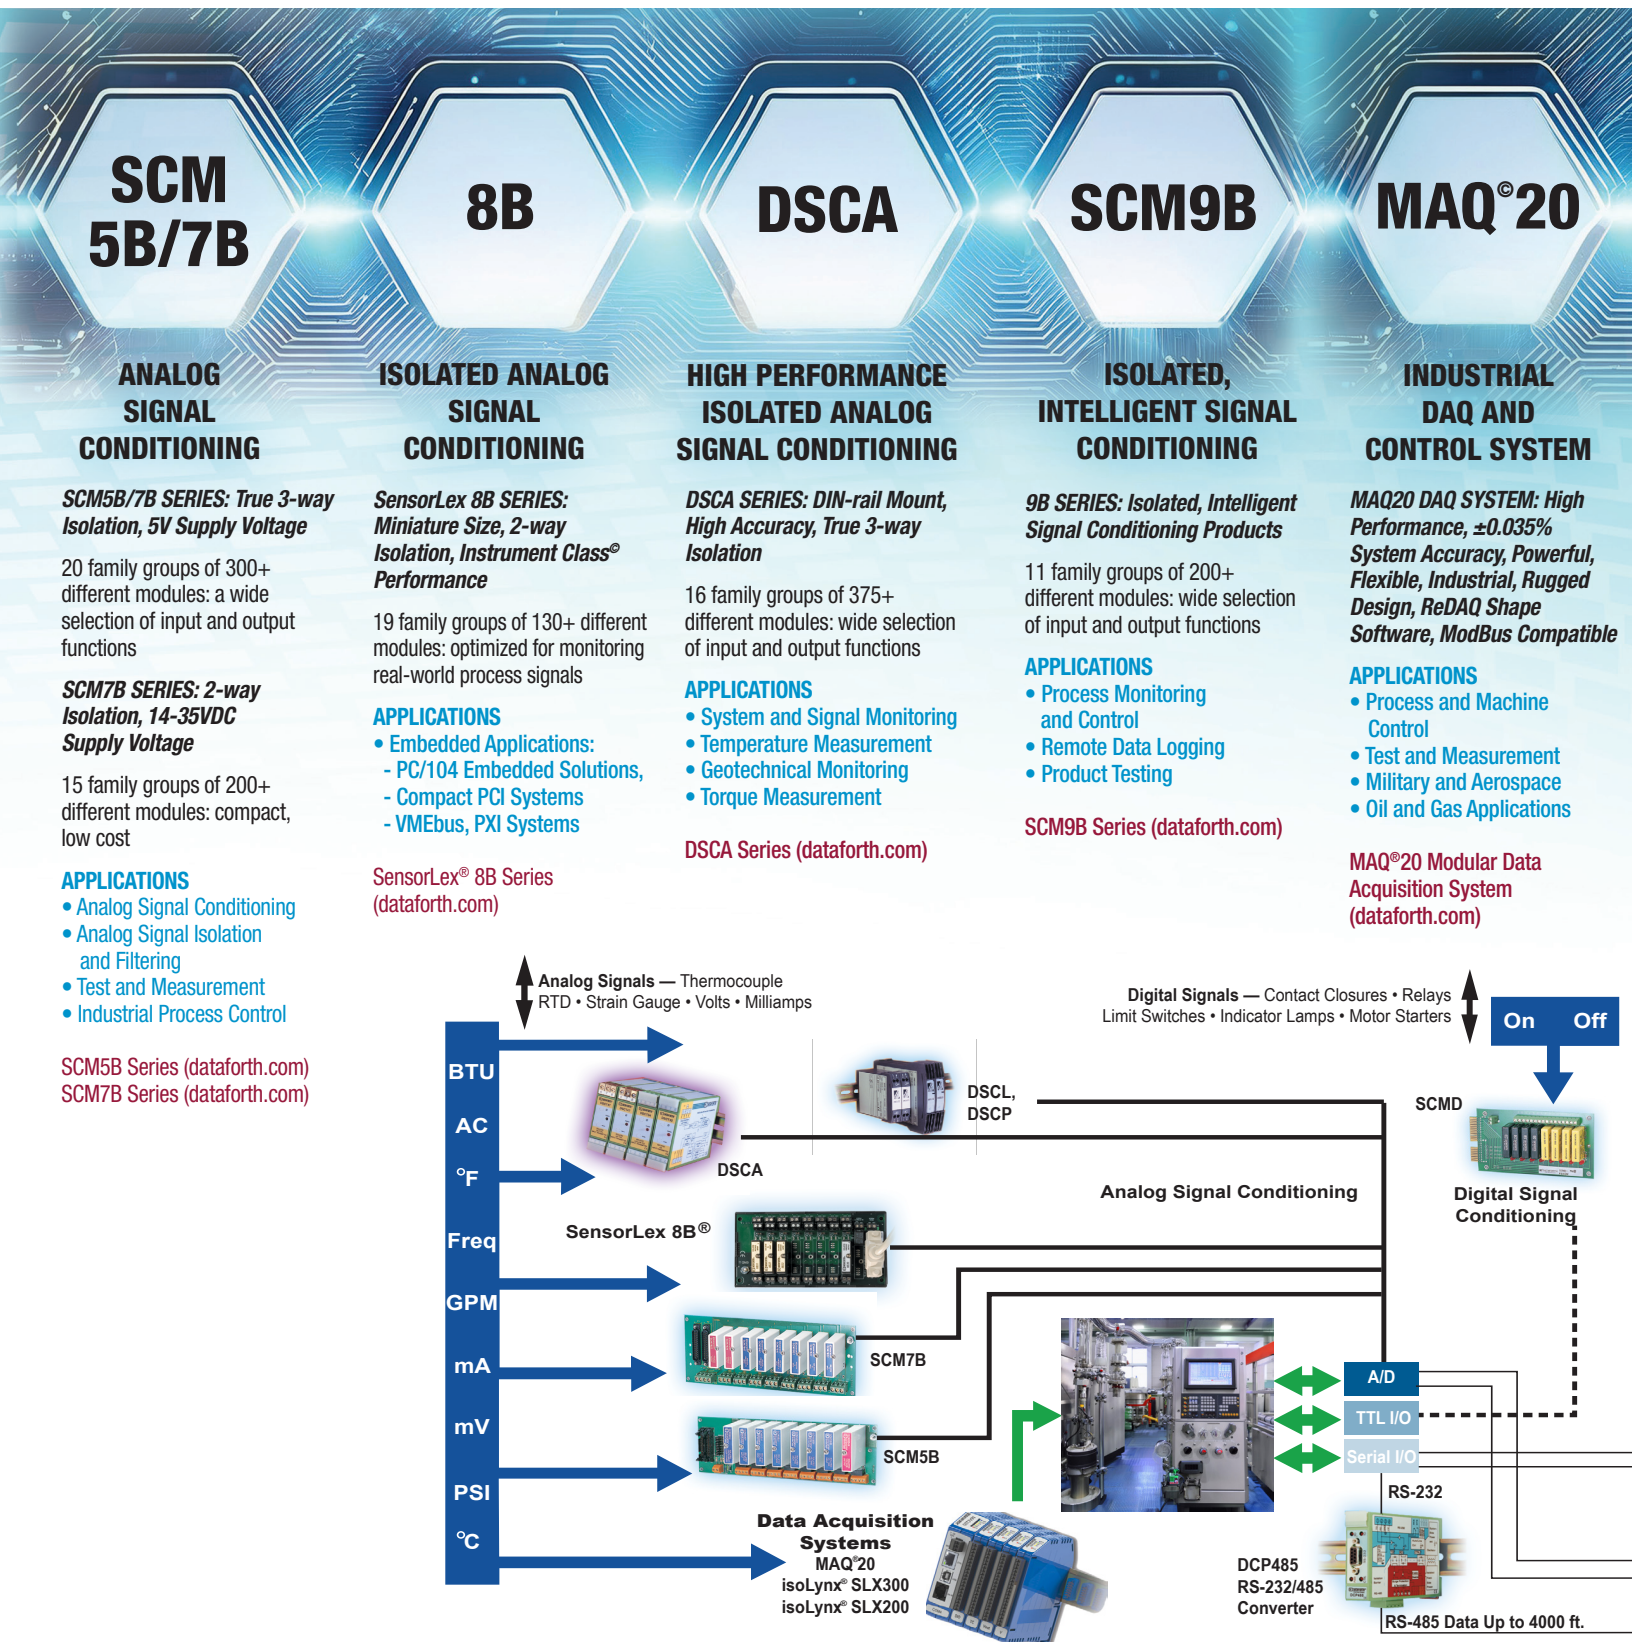 SCM
5B/7B
8B
DSCA
SCM9B
MAQ©20
ANALOG
SIGNAL
CONDITIONING
SCM5B/7B SERIES: True 3-way
Isolation, 5V Supply Voltage
20 family groups of 300+
different modules: a wide
selection of input and output
functions
SCM7B SERIES: 2-way
Isolation, 14-35VDC
Supply Voltage
15 family groups of 200+
different modules: compact,
low cost
APPLICATIONS
• Analog Signal Conditioning
• Analog Signal Isolation
and Filtering
• Test and Measurement
• Industrial Process Control
SCM5B Series (dataforth.com)
SCM7B Series (dataforth.com)
ISOLATED ANALOG
SIGNAL
CONDITIONING
SensorLex 8B SERIES:
Miniature Size, 2-way
Isolation, Instrument Class©
Performance
19 family groups of 130+ different
modules: optimized for monitoring
real-world process signals
APPLICATIONS
• Embedded Applications:
- PC/104 Embedded Solutions,
- Compact PCI Systems
- VMEbus, PXI Systems
SensorLex® 8B Series
(dataforth.com)
HIGH PERFORMANCE
ISOLATED ANALOG
SIGNAL CONDITIONING
DSCA SERIES: DIN-rail Mount,
High Accuracy, True 3-way
Isolation
16 family groups of 375+
different modules: wide selection
of input and output functions
APPLICATIONS
• System and Signal Monitoring
• Temperature Measurement
• Geotechnical Monitoring
• Torque Measurement
DSCA Series (dataforth.com)
ISOLATED,
INTELLIGENT SIGNAL
CONDITIONING
9B SERIES: Isolated, Intelligent
Signal Conditioning Products
11 family groups of 200+
different modules: wide selection
of input and output functions
APPLICATIONS
• Process Monitoring
and Control
• Remote Data Logging
• Product Testing
SCM9B Series (dataforth.com)
INDUSTRIAL
DAQ AND
CONTROL SYSTEM
MAQ20 DAQ SYSTEM: High
Performance, ±0.035%
System Accuracy, Powerful,
Flexible, Industrial, Rugged
Design, ReDAQ Shape
Software, ModBus Compatible
APPLICATIONS
• Process and Machine
Control
• Test and Measurement
• Military and Aerospace
• Oil and Gas Applications
MAQ®20 Modular Data
Acquisition System
(dataforth.com)
Analog Signals — Thermocouple
RTD • Strain Gauge • Volts • Milliamps
Digital Signals — Contact Closures • Relays
Limit Switches • Indicator Lamps • Motor Starters
On Off
BTU
AC
°F
Freq
GPM
mA
mV
PSI
°C
DSCA
DSCL,
DSCP
SCMD
Analog Signal Conditioning
Digital Signal
Conditioning
SensorLex 8B®
SCM7B
SCM5B
A/D
TTL I/O
Serial I/O
RS-232
Data Acquisition
Systems
MAQ®20
isoLynx® SLX300
isoLynx® SLX200
DCP485
RS-232/485
Converter
RS-485 Data Up to 4000 ft.